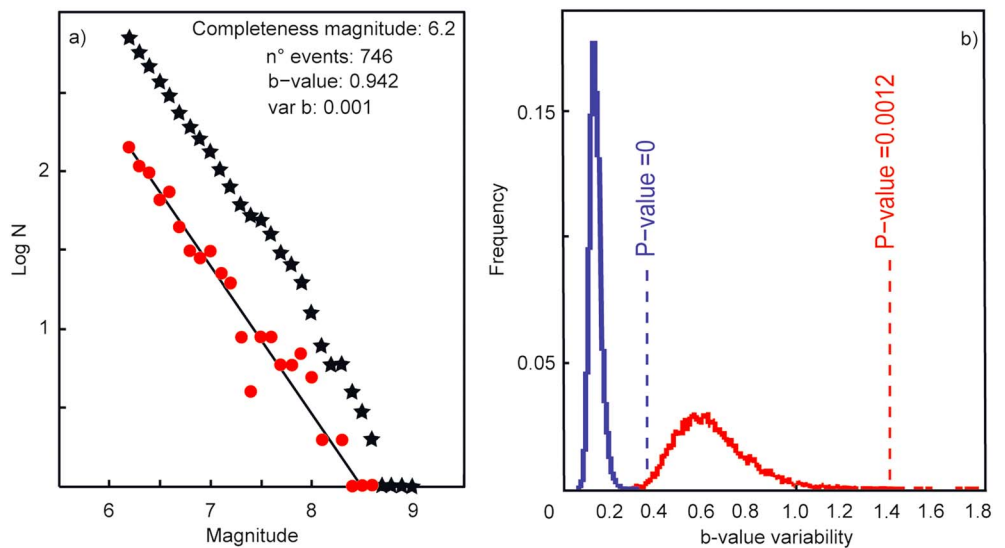 a)
Completeness magnitude: 6.2
n° events: 746
b-value: 0.942
var b: 0.001
2
1
Log N
6
7
8
9
Magnitude
b)
0.15
0.05
Frequency
P-value =0
P-value =0.0012
0
0.2
0.4
0.6
0.8
1.0
1.2
1.4
1.6
1.8
b-value variability